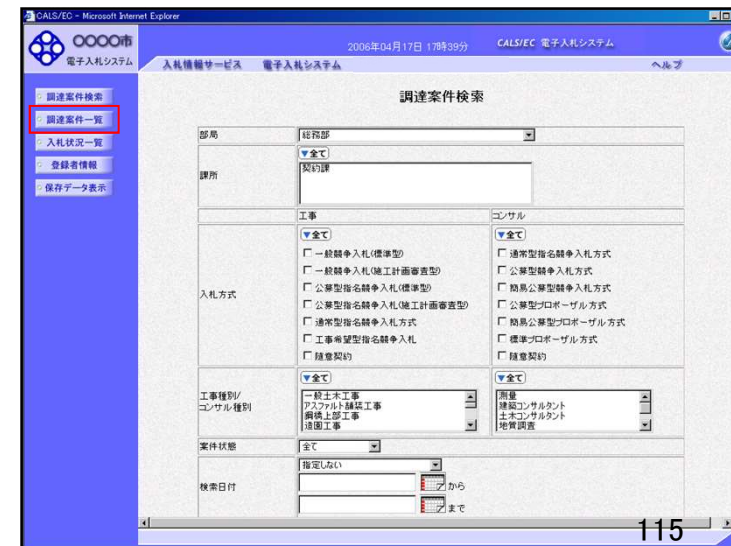 CALS/EC - Microsoft Internet Explorer
OOOO市
電子入札システム
2006年04月17日 17時39分
CALS/EC 電子入札システム
入札情報サービス 電子入札システム ヘルプ
調達案件検索
調達案件一覧
入札状況一覧
登録者情報
保存データ表示
調達案件検索
部局 総務部
課所
▼全て
契約課
工事 コンサル
入札方式
▼全て ▼全て
一般競争入札(標準型) 通常型指名競争入札方式
一般競争入札(施工計画審査型) 公募型競争入札方式
公募型指名競争入札(標準型) 簡易公募型競争入札方式
公募型指名競争入札(施工計画審査型) 公募型プロポーザル方式
通常型指名競争入札方式 簡易公募型プロポーザル方式
工事希望型指名競争入札 標準プロポーザル方式
随意契約 随意契約
工事種別/
コンサル種別
▼全て ▼全て
一般土木工事 測量
アスファルト舗装工事 建築コンサルタント
鋼橋上部工事 土木コンサルタント
造園工事 地質調査
案件状態 全て
検索日付
指定しない
から
まで
115